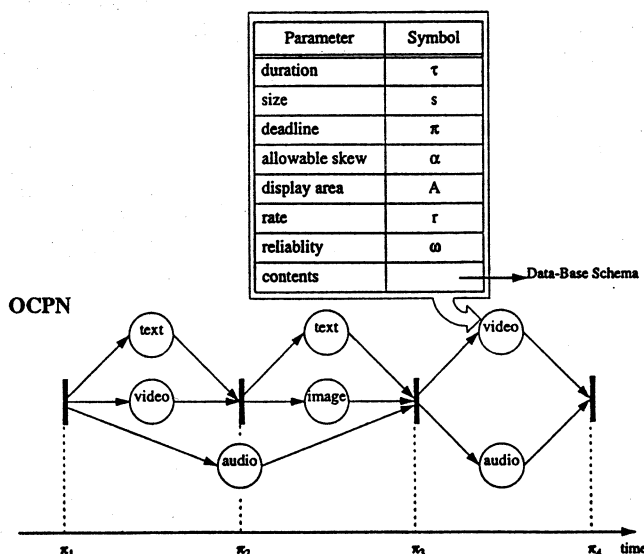 Parameter Symbol
duration τ
size s
deadline π
allowable skew α
display area A
rate r
reliablity ω
contents
Data-Base Schema
OCPN
text text video
video image
audio audio
π₁ π₂ π₃ π₄ time